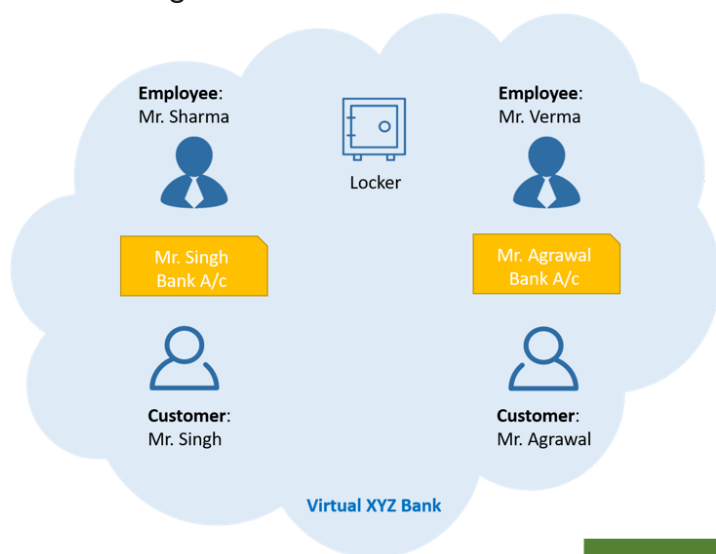 Employee:
Mr. Sharma
Employee:
Mr. Verma
Locker
Mr. Singh
Bank A/c
Mr. Agrawal
Bank A/c
Customer:
Mr. Singh
Customer:
Mr. Agrawal
Virtual XYZ Bank